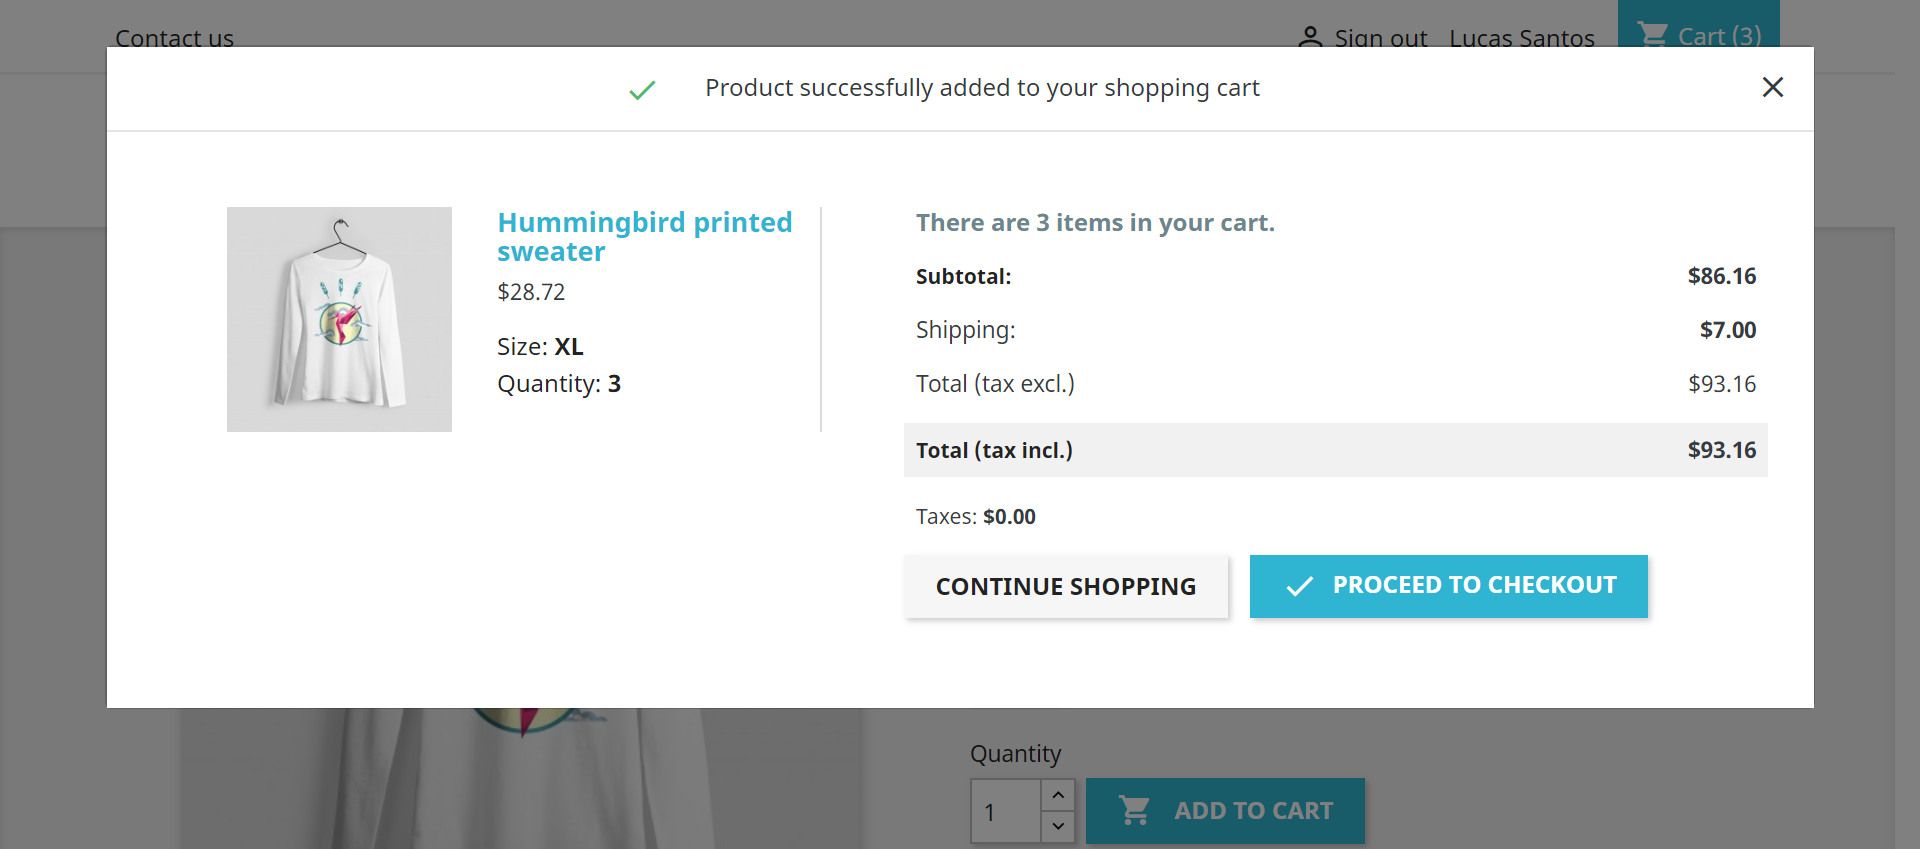 Contact us
Sign out Lucas Santos Cart (3)
Product successfully added to your shopping cart
Hummingbird printed
sweater
$28.72
Size: XL
Quantity: 3
There are 3 items in your cart.
Subtotal: $86.16
Shipping: $7.00
Total (tax excl.) $93.16
Total (tax incl.) $93.16
Taxes: $0.00
CONTINUE SHOPPING
PROCEED TO CHECKOUT
Quantity
1
ADD TO CART